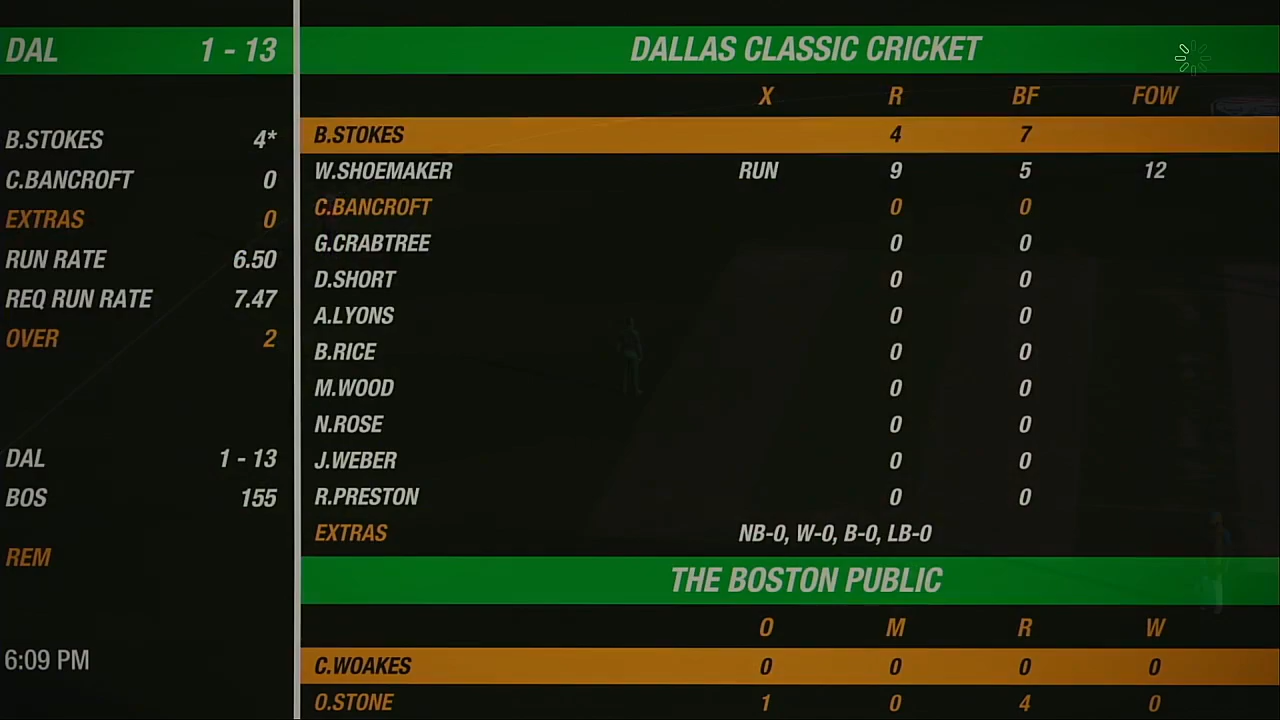 DAL 1 - 13
B.STOKES 4*
C.BANCROFT 0
EXTRAS 0
RUN RATE 6.50
REQ RUN RATE 7.47
OVER 2
DAL 1 - 13
BOS 155
REM
6:09 PM
DALLAS CLASSIC CRICKET
X R BF FOW
B.STOKES 4 7
W.SHOEMAKER RUN 9 5 12
C.BANCROFT 0 0
G.CRABTREE 0 0
D.SHORT 0 0
A.LYONS 0 0
B.RICE 0 0
M.WOOD 0 0
N.ROSE 0 0
J.WEBER 0 0
R.PRESTON 0 0
EXTRAS NB-0, W-0, B-0, LB-0
THE BOSTON PUBLIC
O M R W
C.WOAKES 0 0 0 0
O.STONE 1 0 4 0